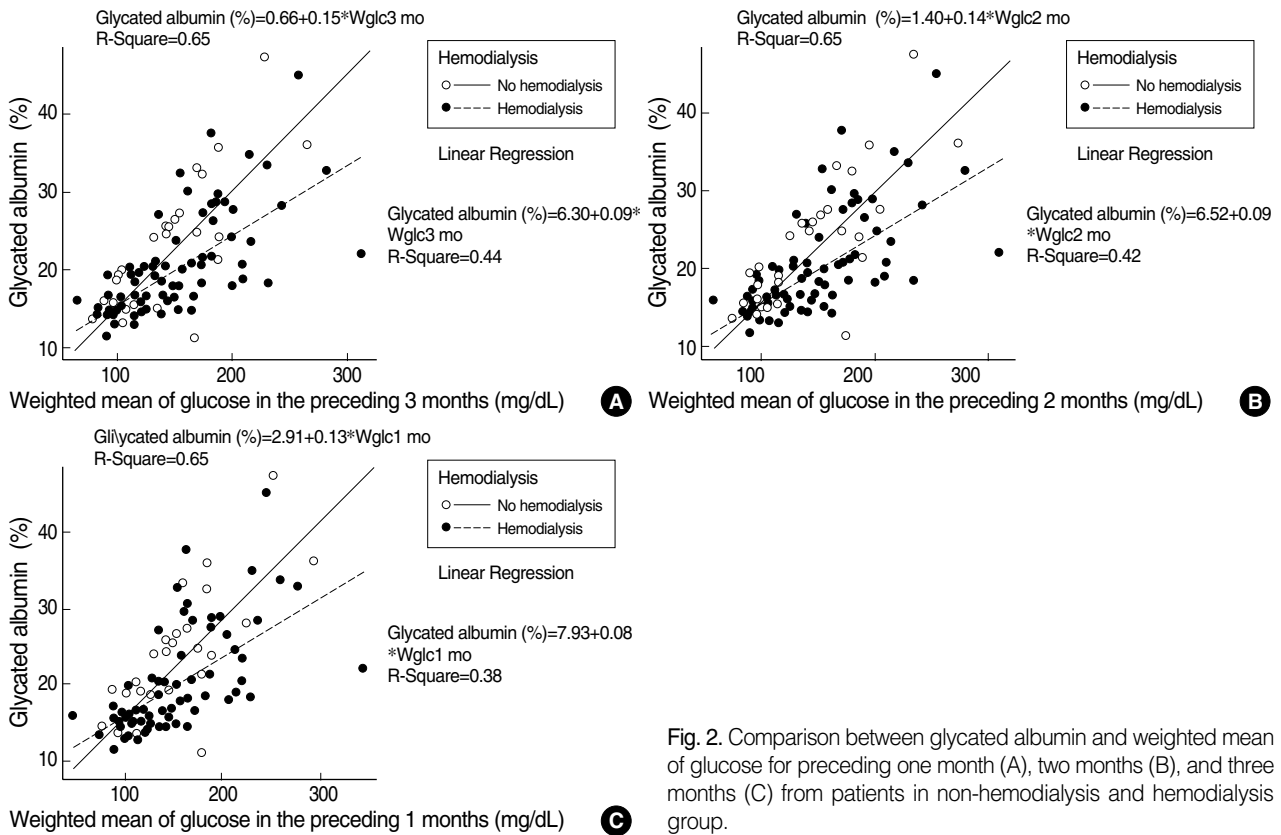 Glycated albumin (%)=0.66+0.15*Wglc3 mo
R-Square=0.65
Hemodialysis
No hemodialysis
Hemodialysis
Linear Regression
Glycated albumin (%)=6.30+0.09*
Wglc3 mo
R-Square=0.44
Glycated albumin (%)
40
30
20
10
100 200 300
Weighted mean of glucose in the preceding 3 months (mg/dL)
A
Glycated albumin (%)=1.40+0.14*Wglc2 mo
R-Squar=0.65
Hemodialysis
No hemodialysis
Hemodialysis
Linear Regression
Glycated albumin (%)=6.52+0.09
*Wglc2 mo
R-Square=0.42
Glycated albumin (%)
40
30
20
10
100 200 300
Weighted mean of glucose in the preceding 2 months (mg/dL)
B
Gli\ycated albumin (%)=2.91+0.13*Wglc1 mo
R-Square=0.65
Hemodialysis
No hemodialysis
Hemodialysis
Linear Regression
Glycated albumin (%)=7.93+0.08
*Wglc1 mo
R-Square=0.38
Glycated albumin (%)
40
30
20
10
100 200 300
Weighted mean of glucose in the preceding 1 months (mg/dL)
C
Fig. 2. Comparison between glycated albumin and weighted mean
of glucose for preceding one month (A), two months (B), and three
months (C) from patients in non-hemodialysis and hemodialysis
group.